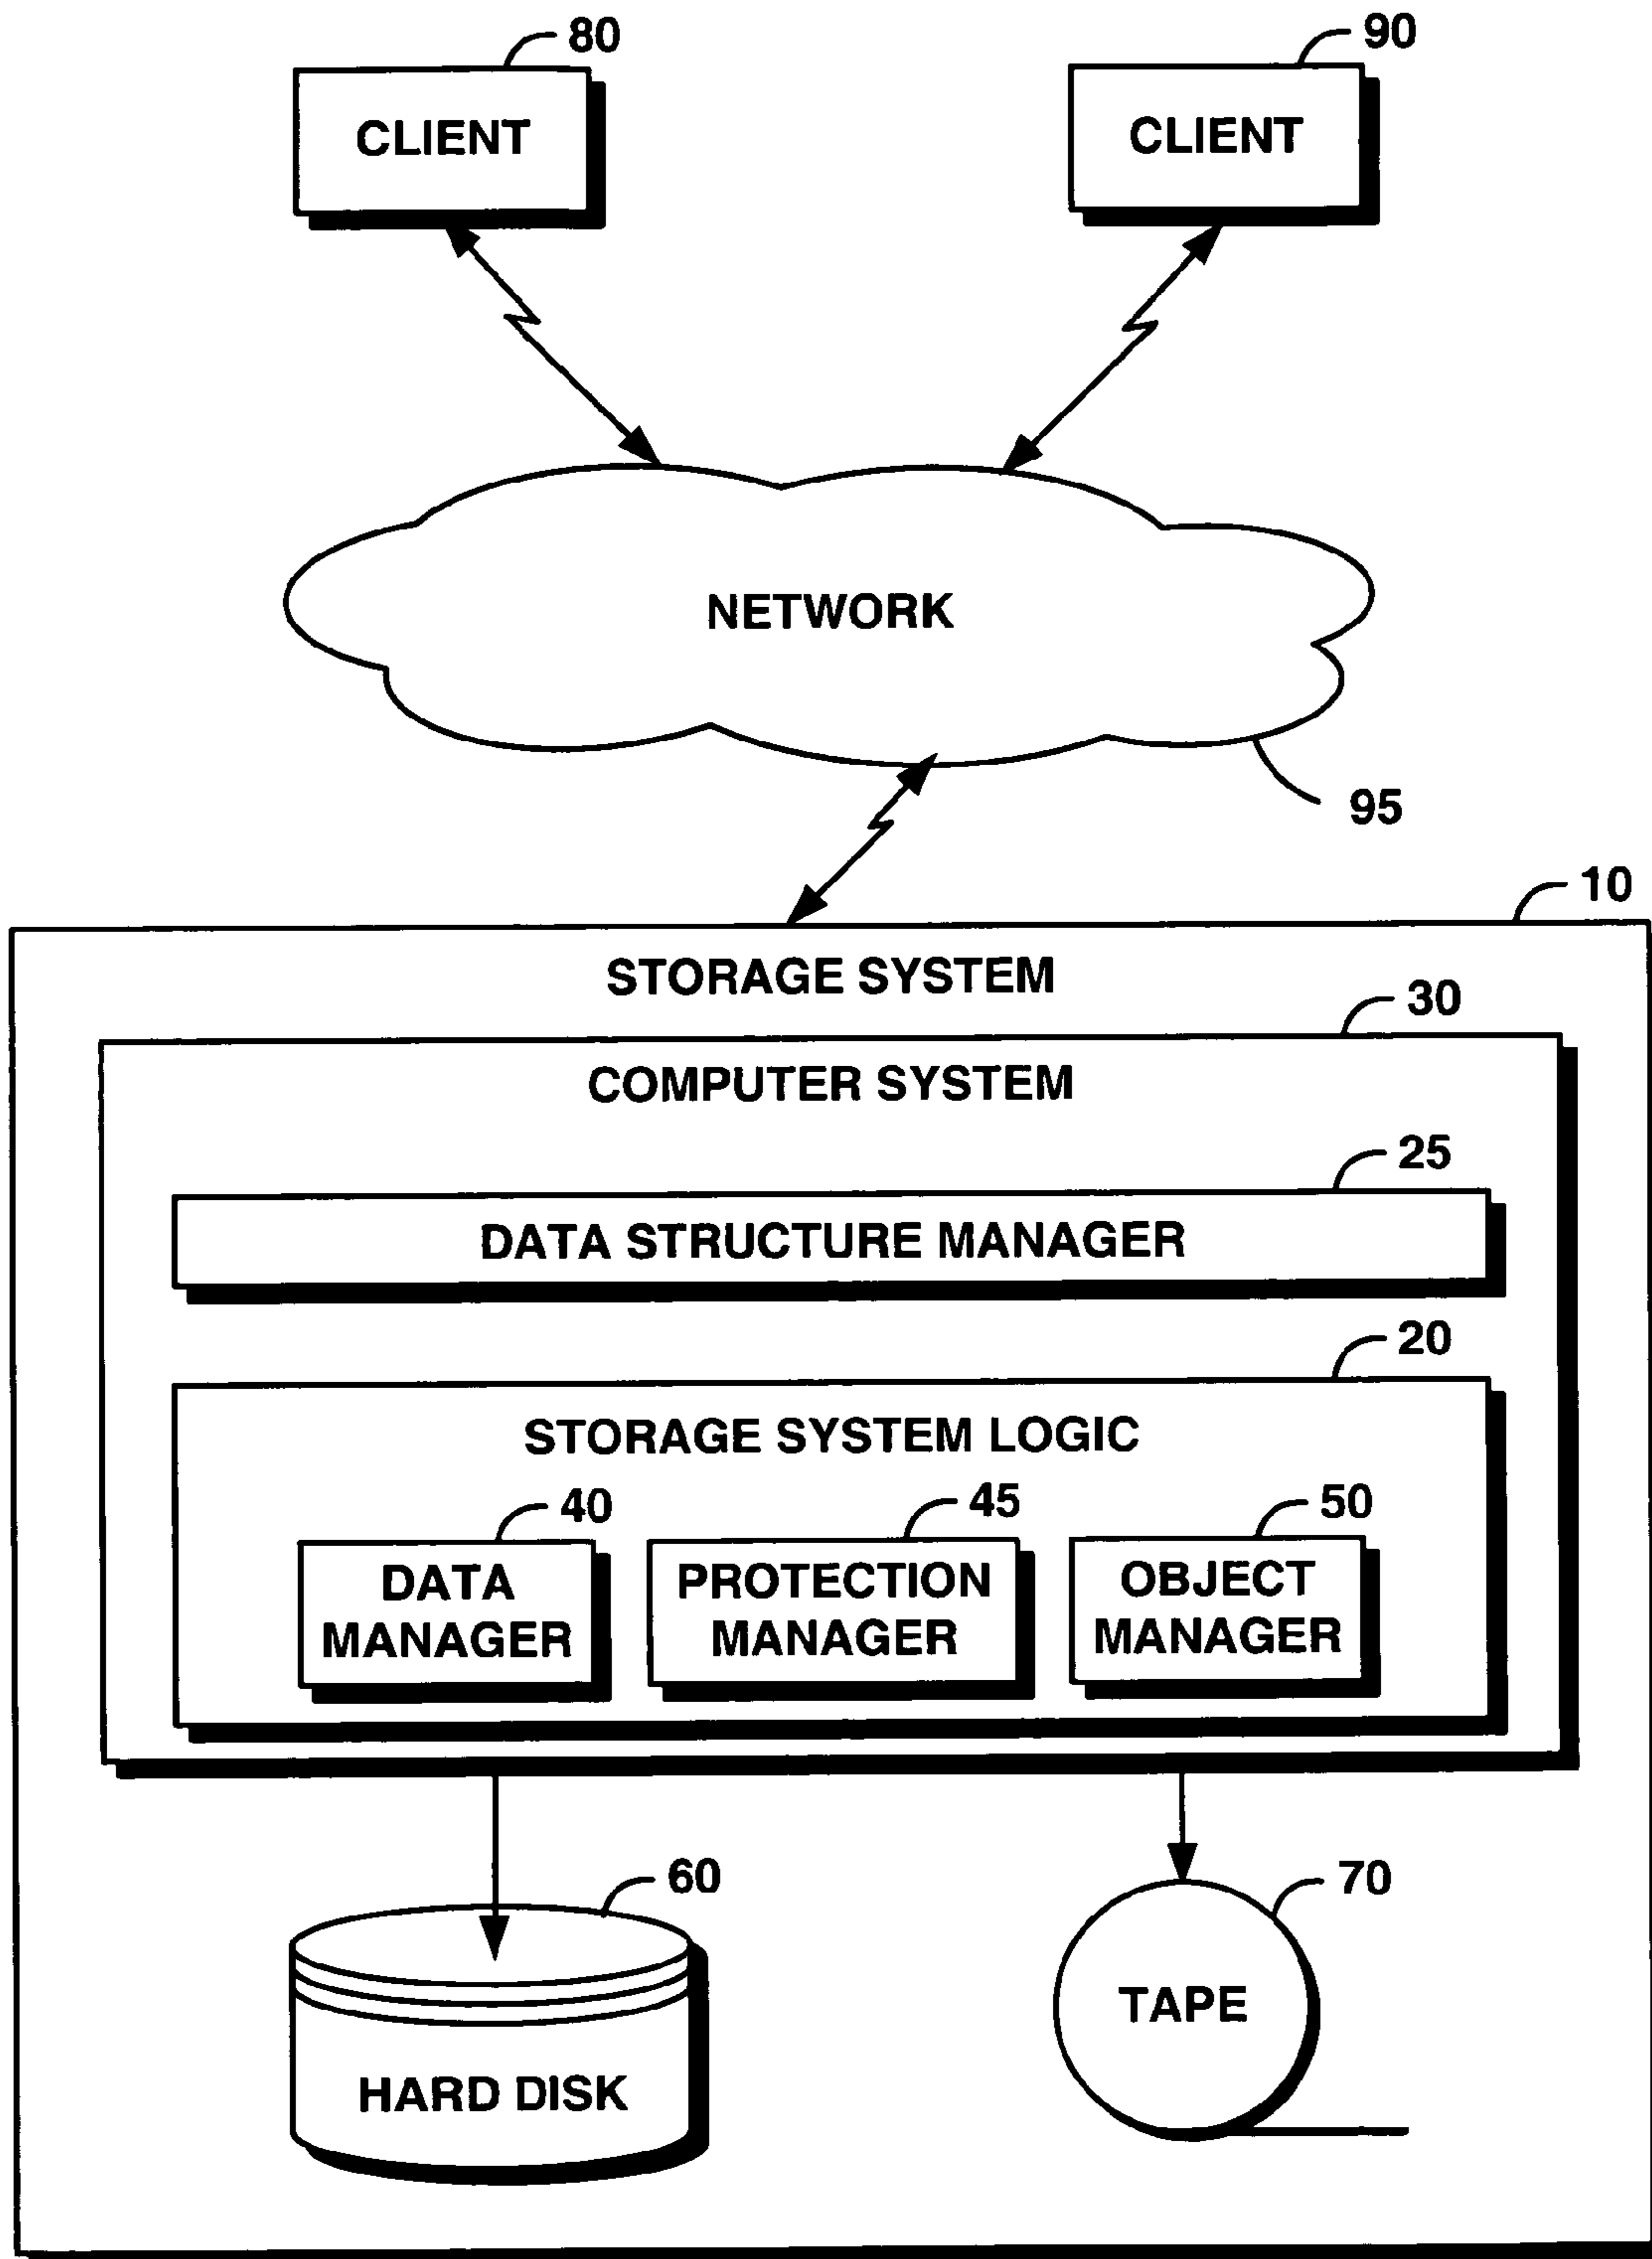 80
90
CLIENT
CLIENT
NETWORK
95
10
STORAGE SYSTEM
30
COMPUTER SYSTEM
25
DATA STRUCTURE MANAGER
20
STORAGE SYSTEM LOGIC
40
45
50
DATA
MANAGER
PROTECTION
MANAGER
OBJECT
MANAGER
60
70
TAPE
HARD DISK